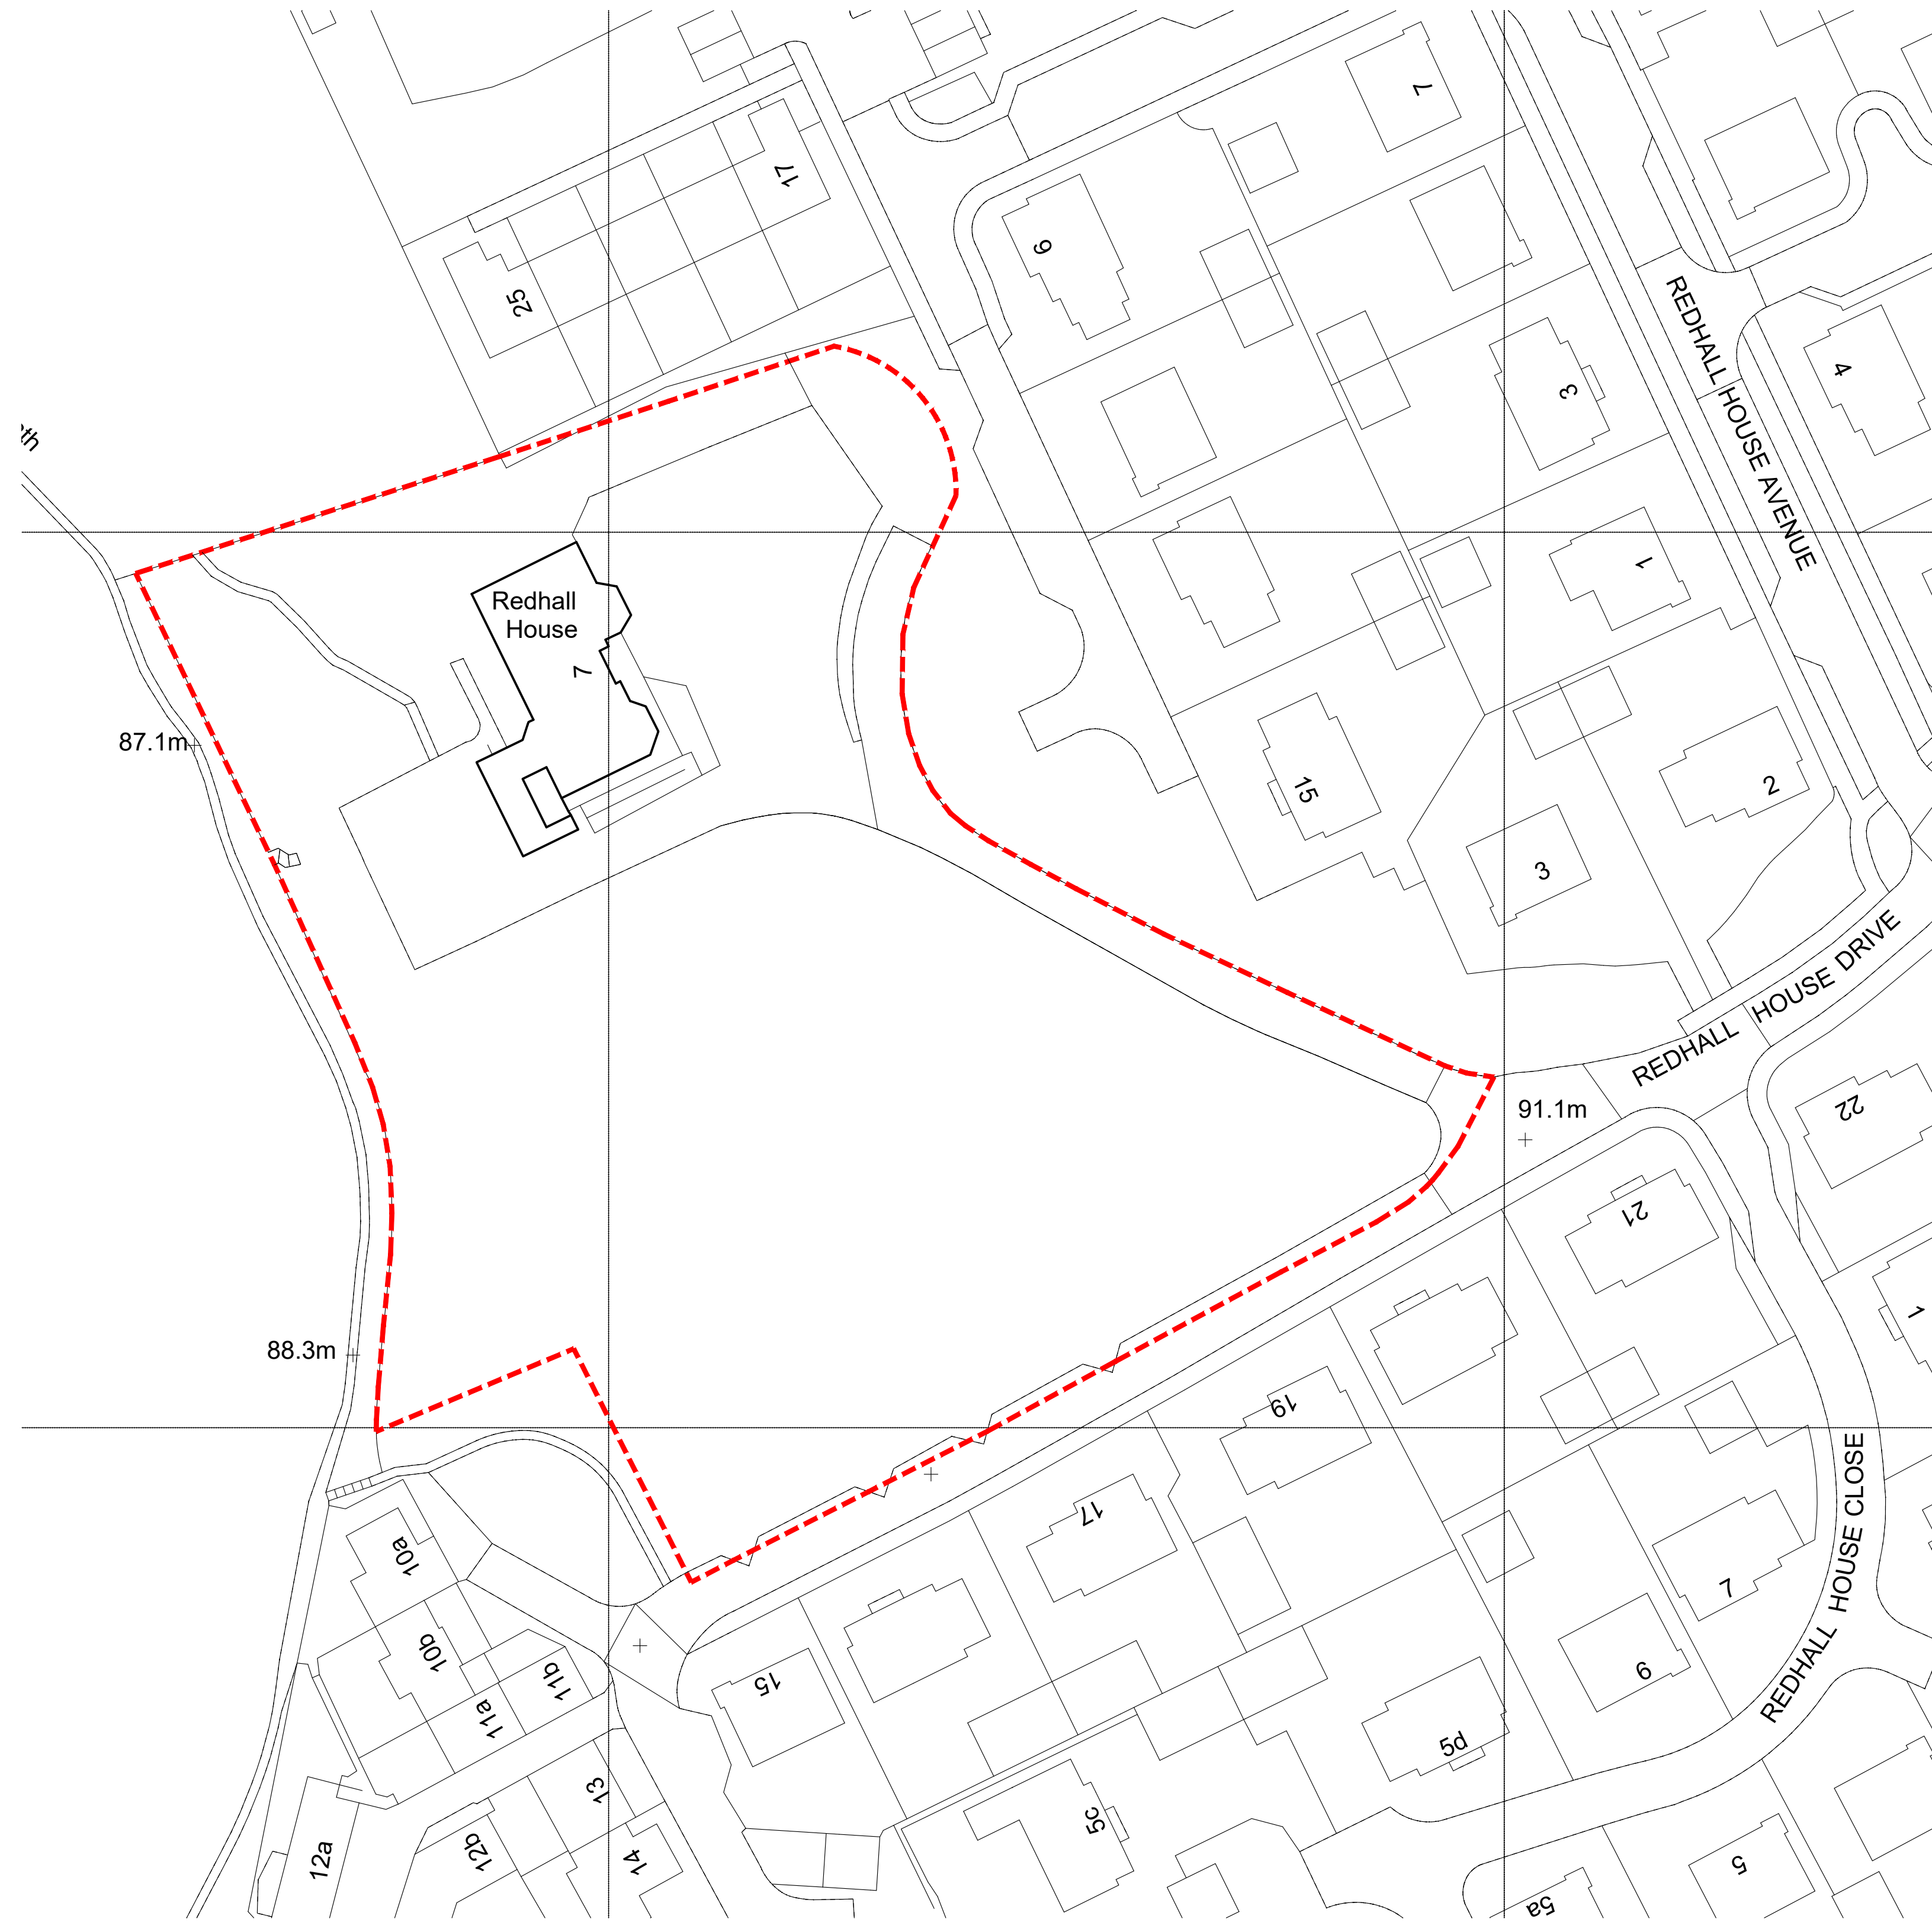 7
17
6
25
REDHALL HOUSE AVENUE
4
3
1
Redhall
House
7
87.1m
15
2
3
REDHALL HOUSE DRIVE
91.1m
22
21
1
88.3m
19
17
REDHALL HOUSE CLOSE
10a
7
10b
15
11b
9
11a
5d
13
5c
12b
14
12a
5
5a